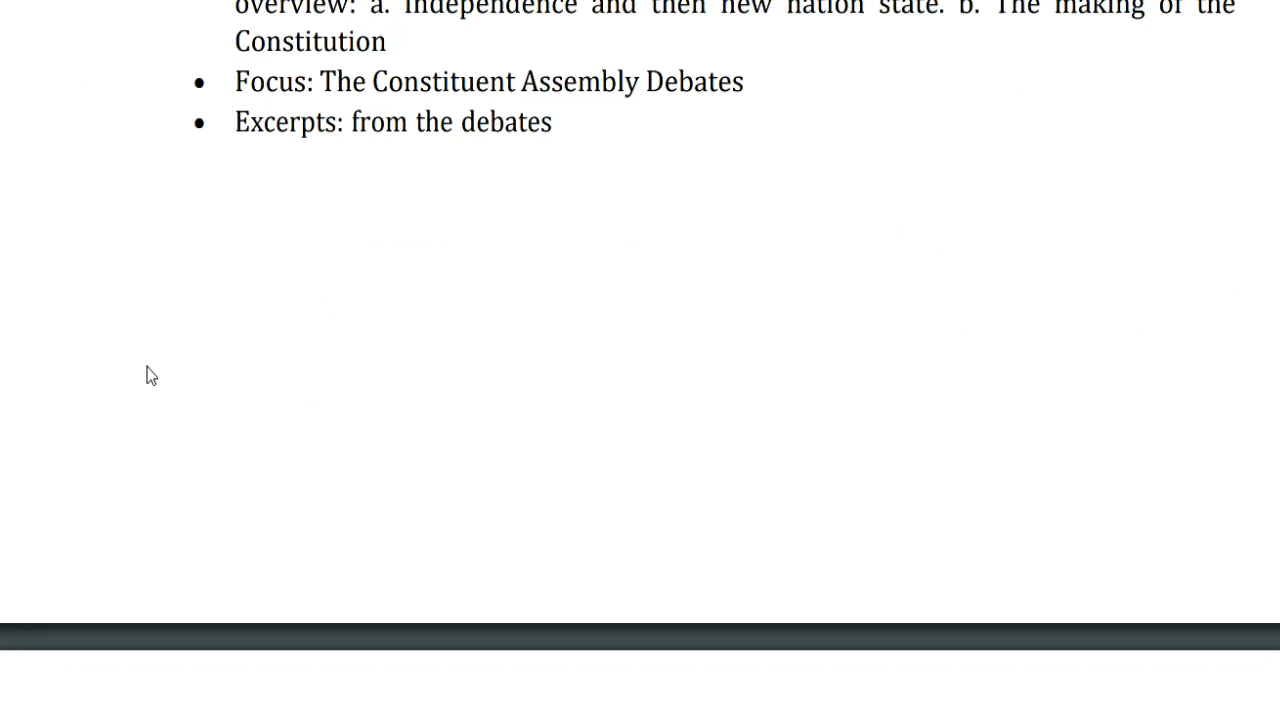 overview: a. Independence and then new nation state. b. The making of the
Constitution
• Focus: The Constituent Assembly Debates
• Excerpts: from the debates